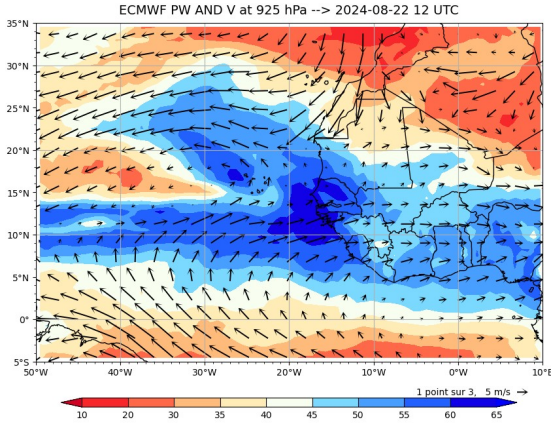 ECMWF PW AND V at 925 hPa --> 2024-08-22 12 UTC
35°N
30°N
25°N
20°N
15°N
10°N
5°N
0°
5°S
50°W 40°W 30°W 20°W 10°W 0°W 10°E
1 point sur 3, 5 m/s
10 20 30 35 40 45 50 55 60 65